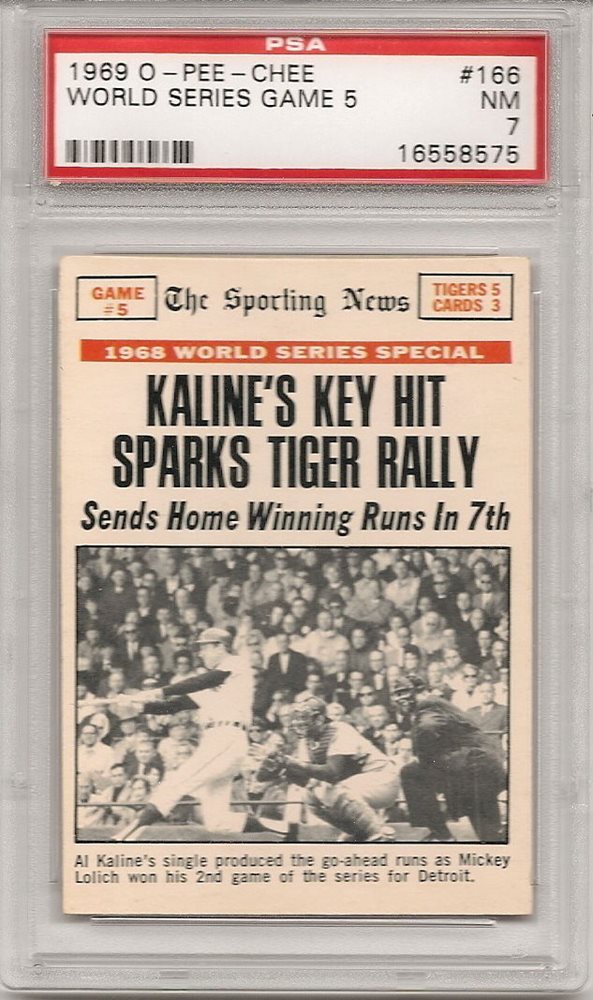 PSA
1969 O-PEE-CHEE #166
WORLD SERIES GAME 5 NM
7
16558575
GAME #5
The Sporting News
TIGERS 5
CARDS 3
1968 WORLD SERIES SPECIAL
KALINE'S KEY HIT
SPARKS TIGER RALLY
Sends Home Winning Runs In 7th
Al Kaline's single produced the go-ahead runs as Mickey
Lolich won his 2nd game of the series for Detroit.